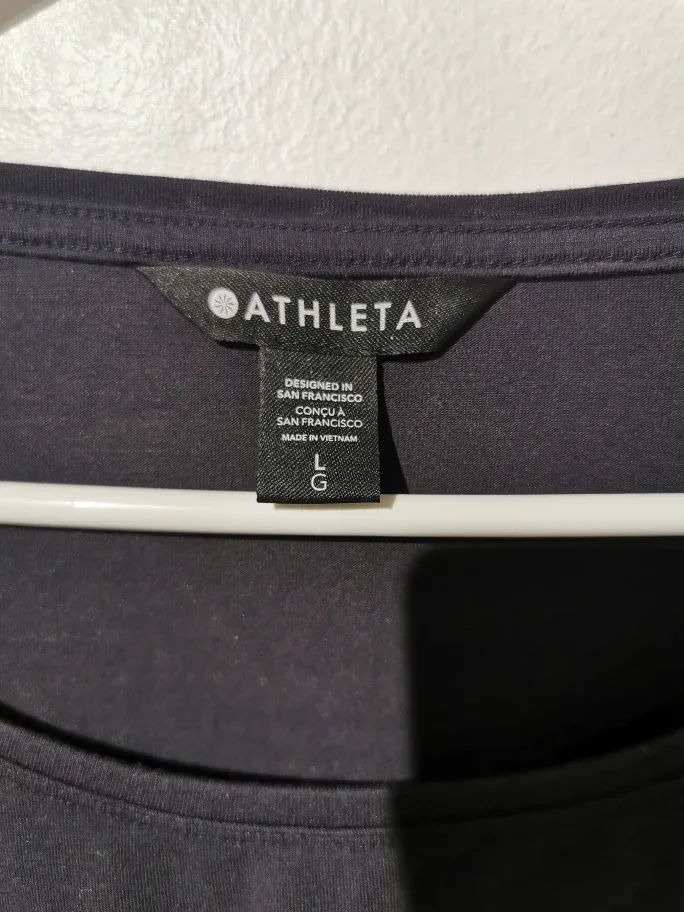 ATHLETA
DESIGNED IN
SAN FRANCISCO
CONÇU À
SAN FRANCISCO
MADE IN VIETNAM
L
G